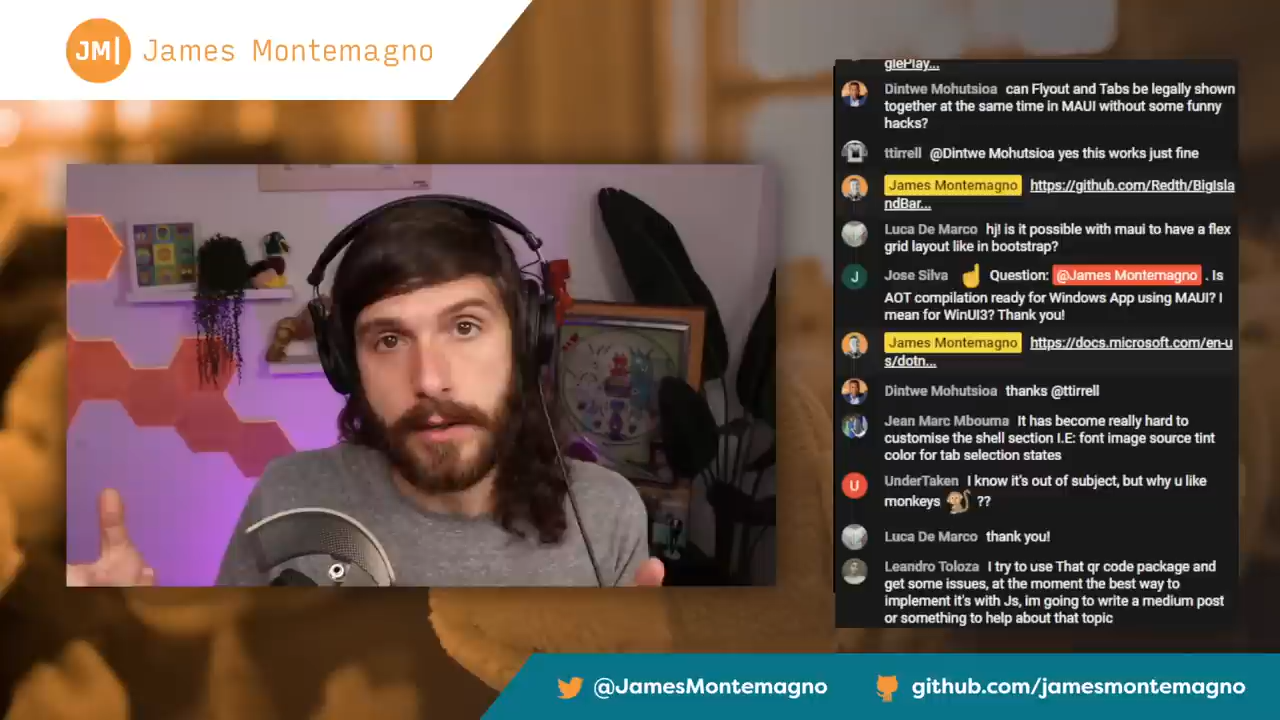 JM| James Montemagno
glePlay...
Dintwe Mohutsioa can Flyout and Tabs be legally shown
together at the same time in MAUI without some funny
hacks?
ttirrell @Dintwe Mohutsioa yes this works just fine
James Montemagno https://github.com/Redth/BigIsla
ndBar...
Luca De Marco hj! is it possible with maui to have a flex
grid layout like in bootstrap?
J Jose Silva ☝ Question: @James Montemagno . Is
AOT compilation ready for Windows App using MAUI? I
mean for WinUI3? Thank you!
James Montemagno https://docs.microsoft.com/en-u
s/dotn...
Dintwe Mohutsioa thanks @ttirrell
Jean Marc Mbouma It has become really hard to
customise the shell section I.E: font image source tint
color for tab selection states
U UnderTaken I know it's out of subject, but why u like
monkeys 🐒 ??
Luca De Marco thank you!
Leandro Toloza I try to use That qr code package and
get some issues, at the moment the best way to
implement it's with Js, im going to write a medium post
or something to help about that topic
@JamesMontemagno
github.com/jamesmontemagno